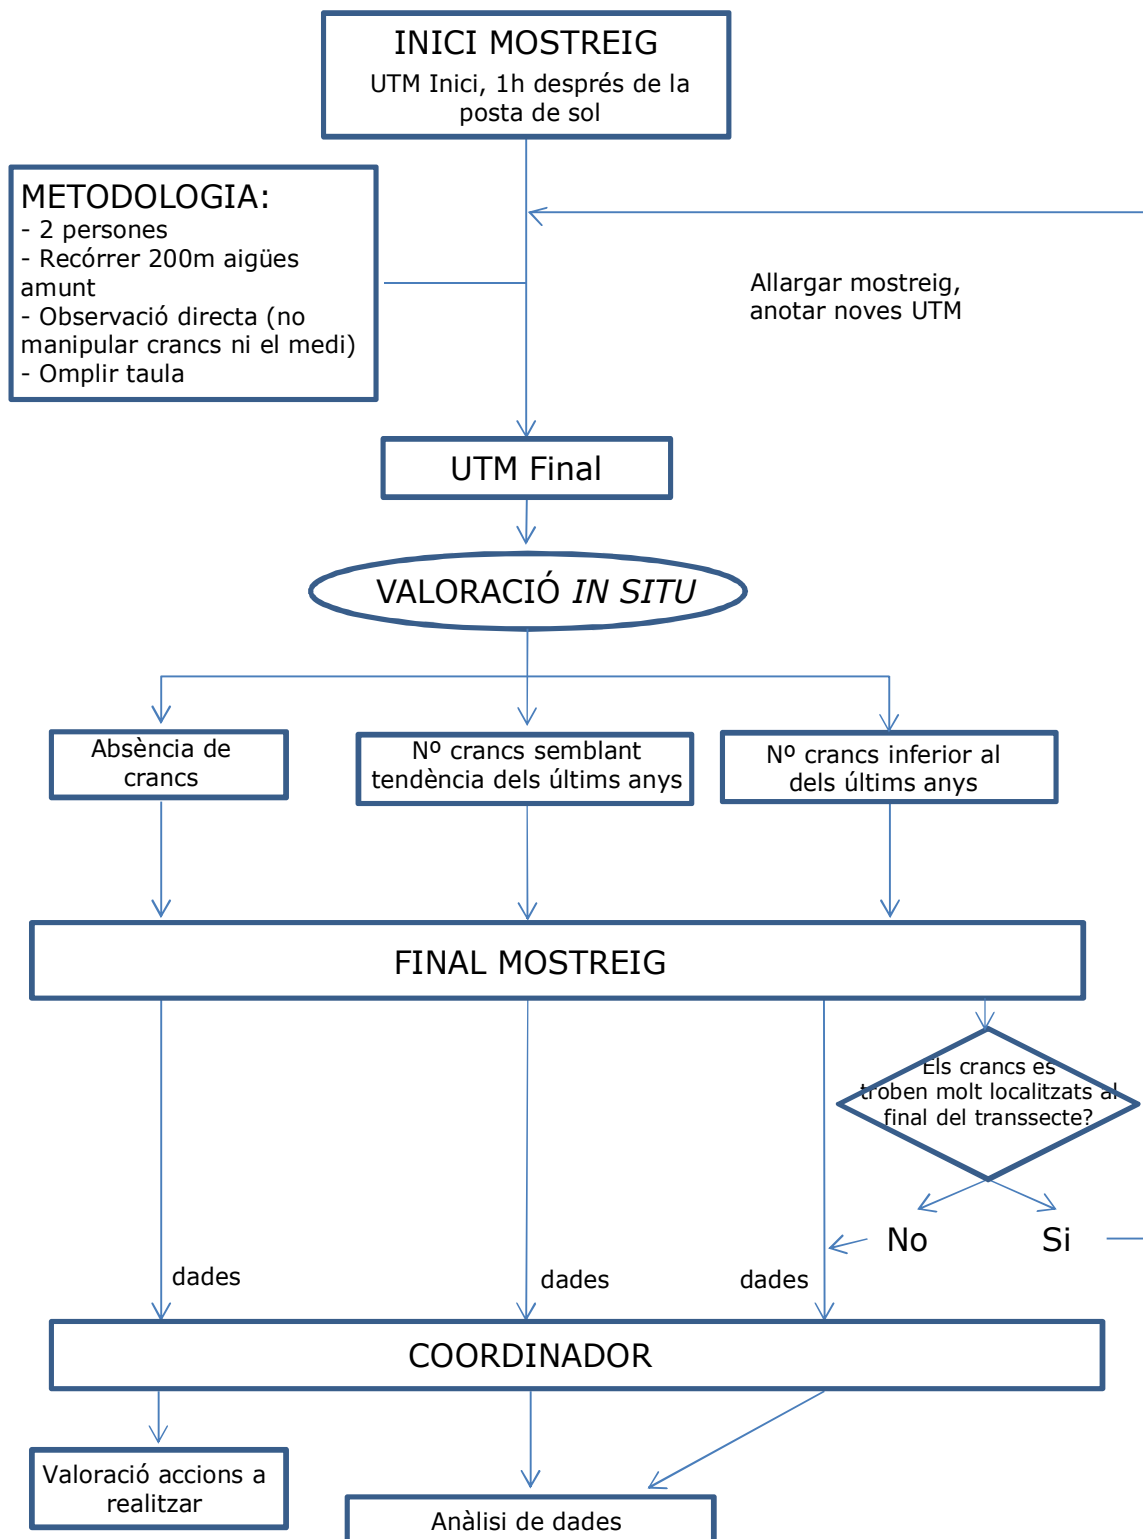 INICI MOSTREIG
UTM Inici, 1h després de la
posta de sol
METODOLOGIA:
- 2 persones
- Recórrer 200m aigües
amunt
- Observació directa (no
manipular crancs ni el medi)
- Omplir taula
Allargar mostreig,
anotar noves UTM
UTM Final
VALORACIÓ IN SITU
Absència de
crancs
Nº crancs semblant
tendència dels últims anys
Nº crancs inferior al
dels últims anys
FINAL MOSTREIG
Els crancs es
troben molt localitzats al
final del transsecte?
No
Si
dades
dades
dades
COORDINADOR
Valoració accions a
realitzar
Anàlisi de dades